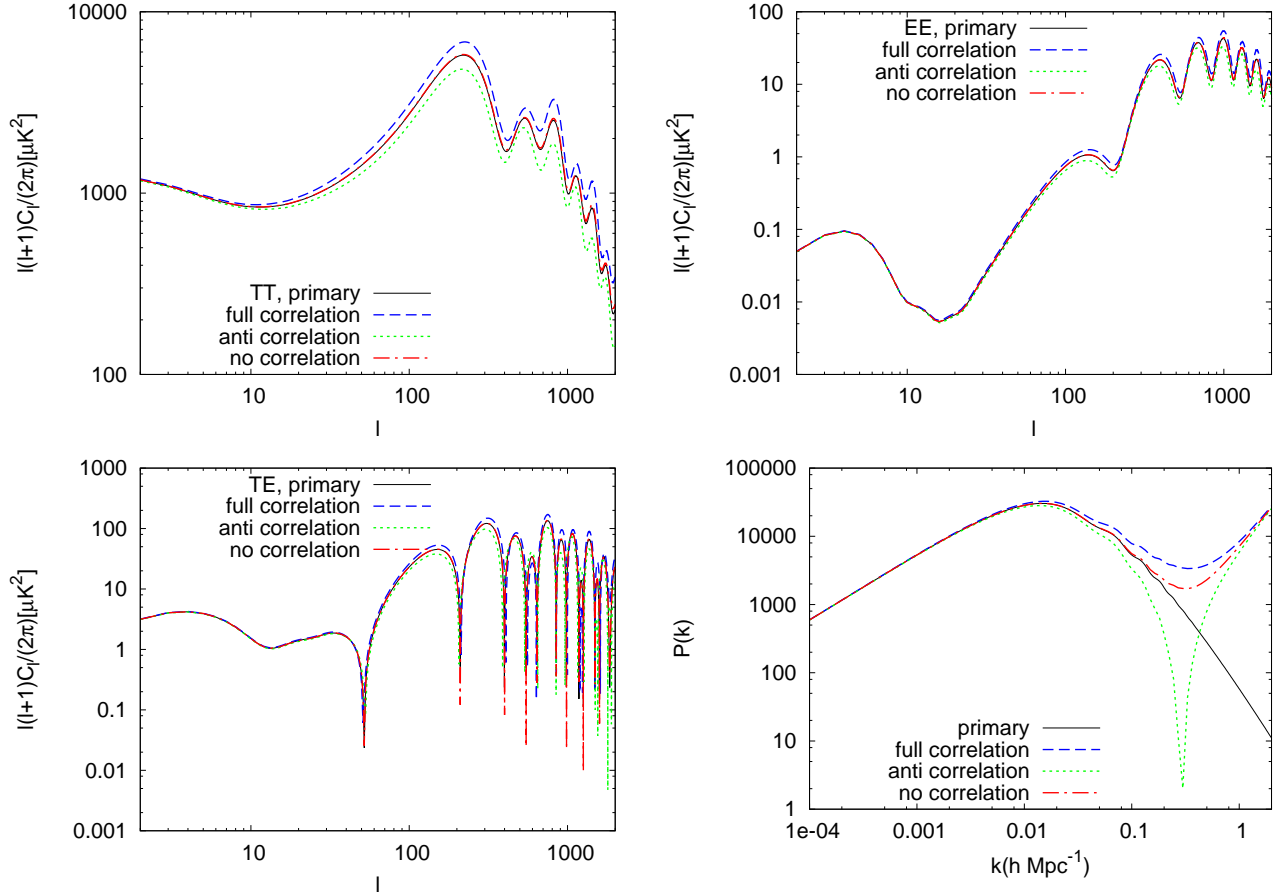 10000
1000
100
10
100
1000
l(l+1)C_l/(2π)[μK²]
l
TT, primary
full correlation
anti correlation
no correlation
100
10
1
0.1
0.01
0.001
10
100
1000
l(l+1)C_l/(2π)[μK²]
l
EE, primary
full correlation
anti correlation
no correlation
1000
100
10
1
0.1
0.01
0.001
10
100
1000
l(l+1)C_l/(2π)[μK²]
l
TE, primary
full correlation
anti correlation
no correlation
100000
10000
1000
100
10
1
1e-04
0.001
0.01
0.1
1
P(k)
k(h Mpc⁻¹)
primary
full correlation
anti correlation
no correlation